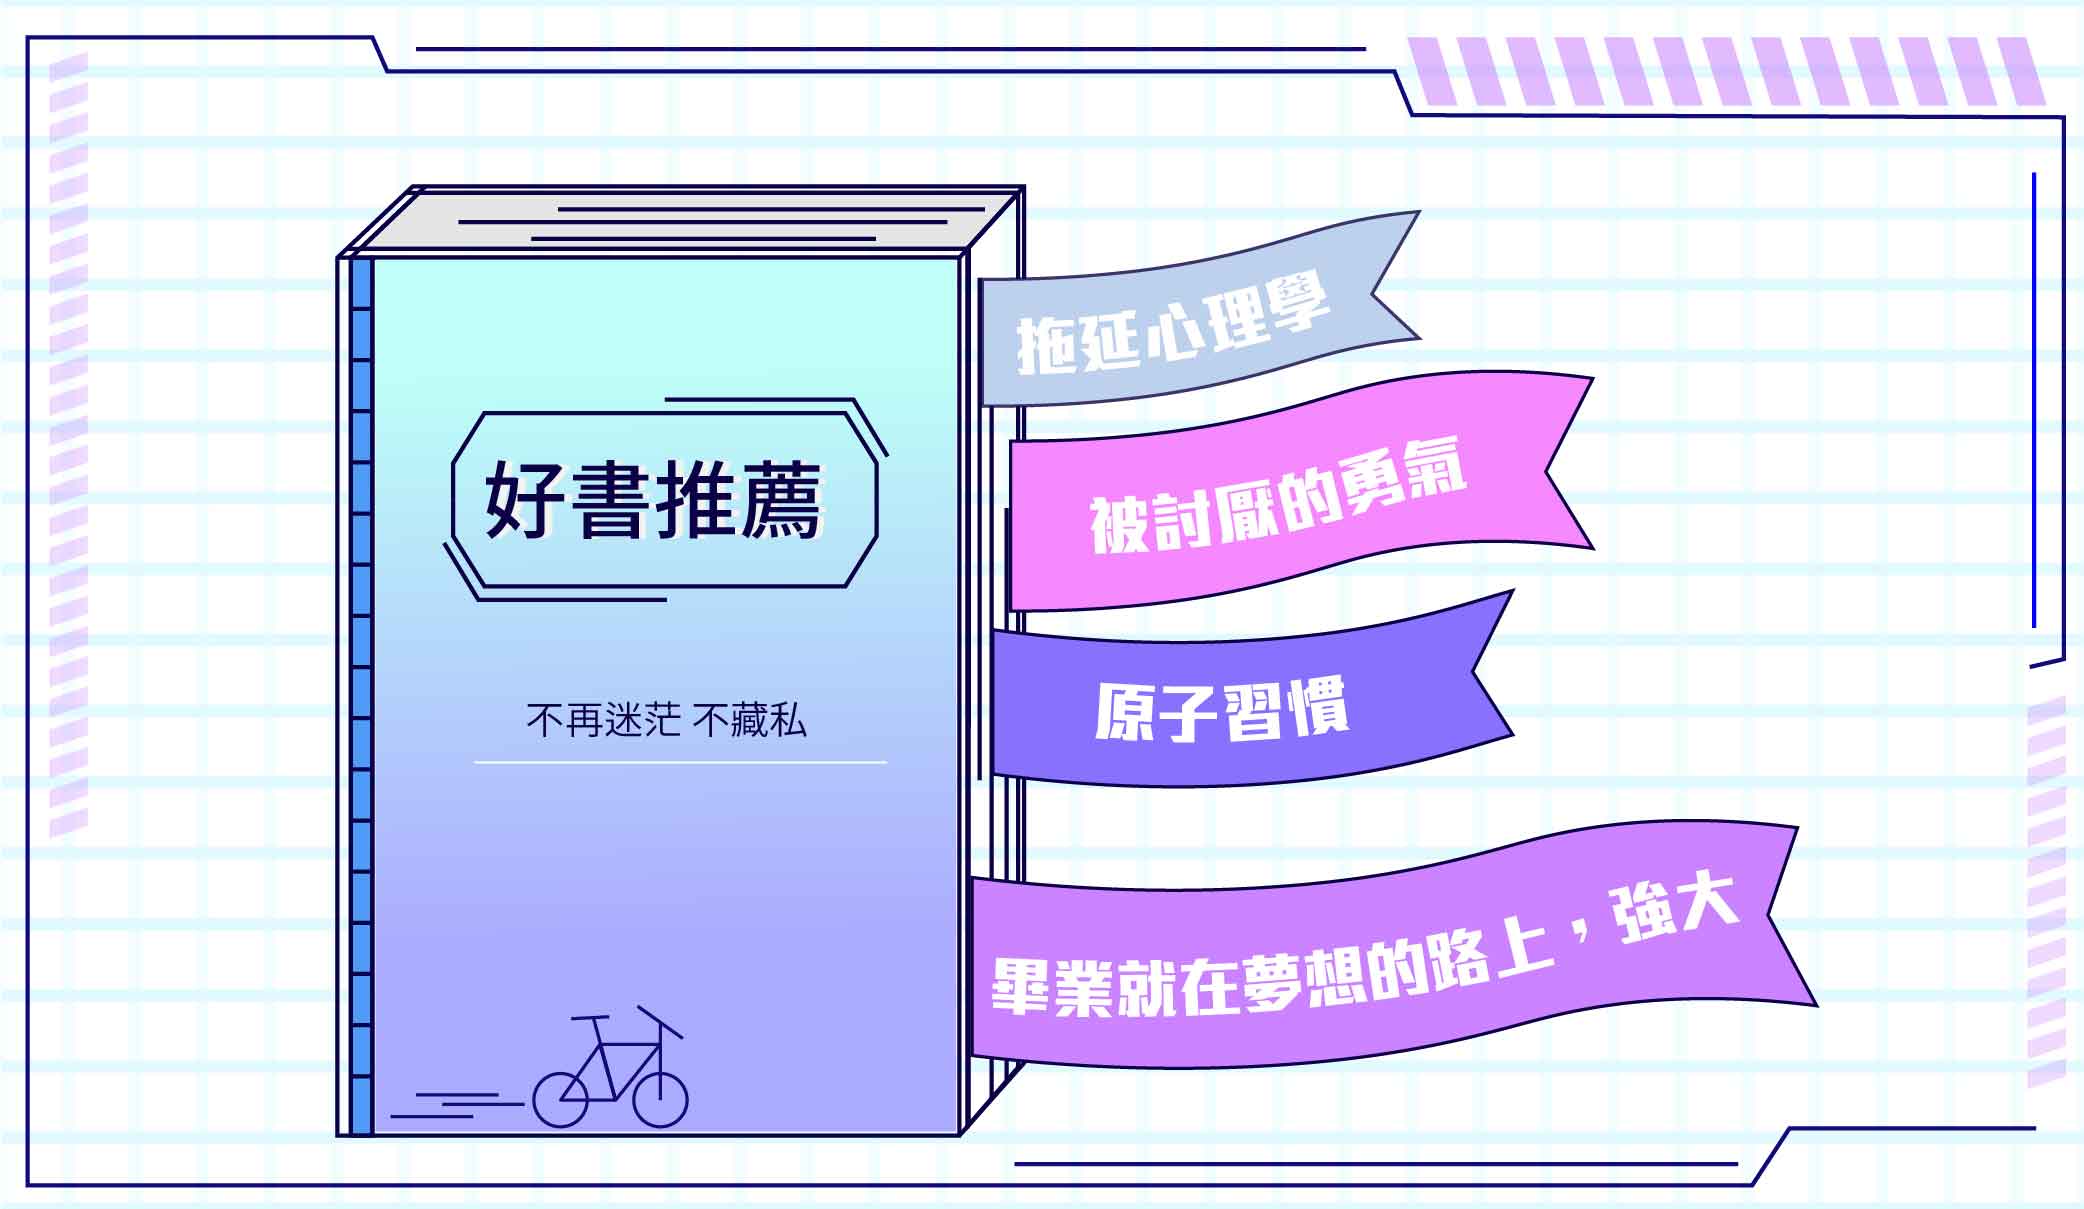 好書推薦
不再迷茫 不藏私
拖延心理學
被討厭的勇氣
原子習慣
畢業就在夢想的路上，強大